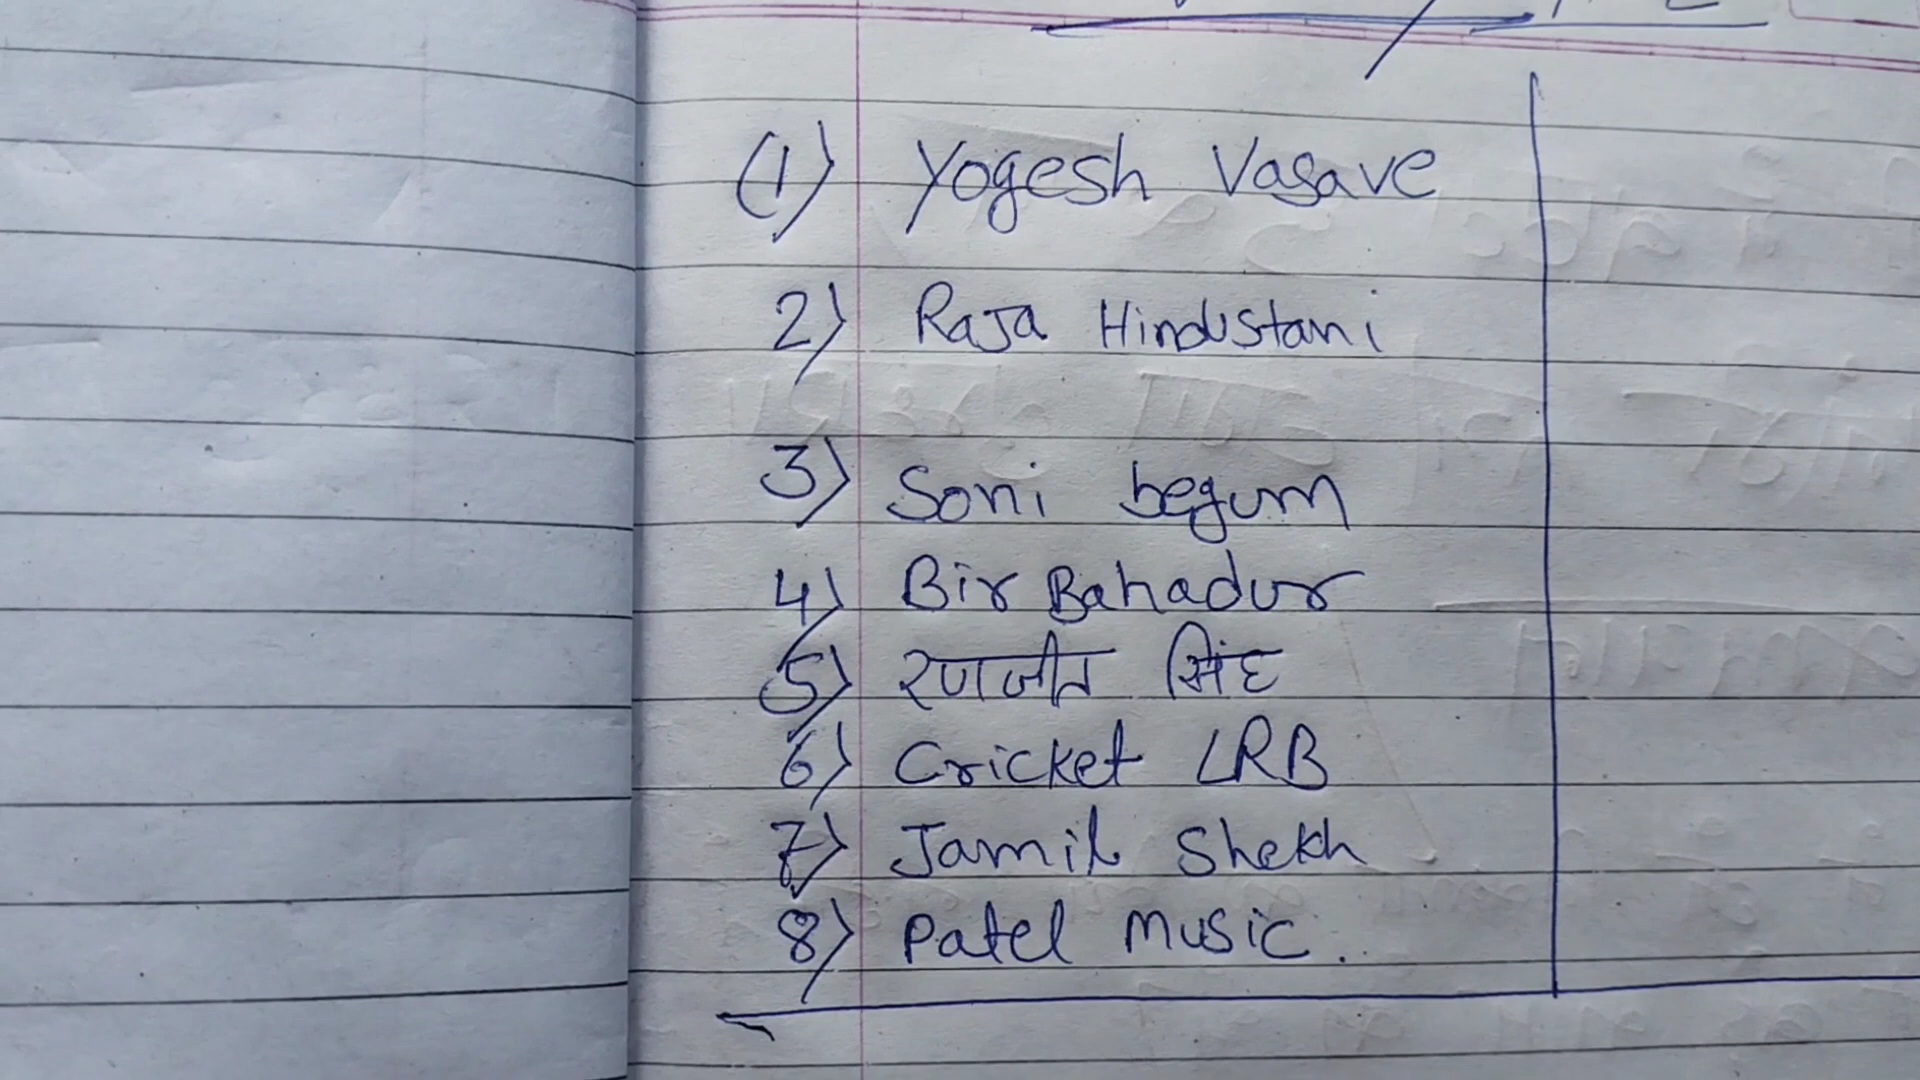 (1) Yogesh Vasave
2) Raja Hindustani
3) Soni begum
4) Bir Bahadur
5) रणजीत सिंह
6) Cricket LRB
7) Jamil Shekh
8) Patel Music.